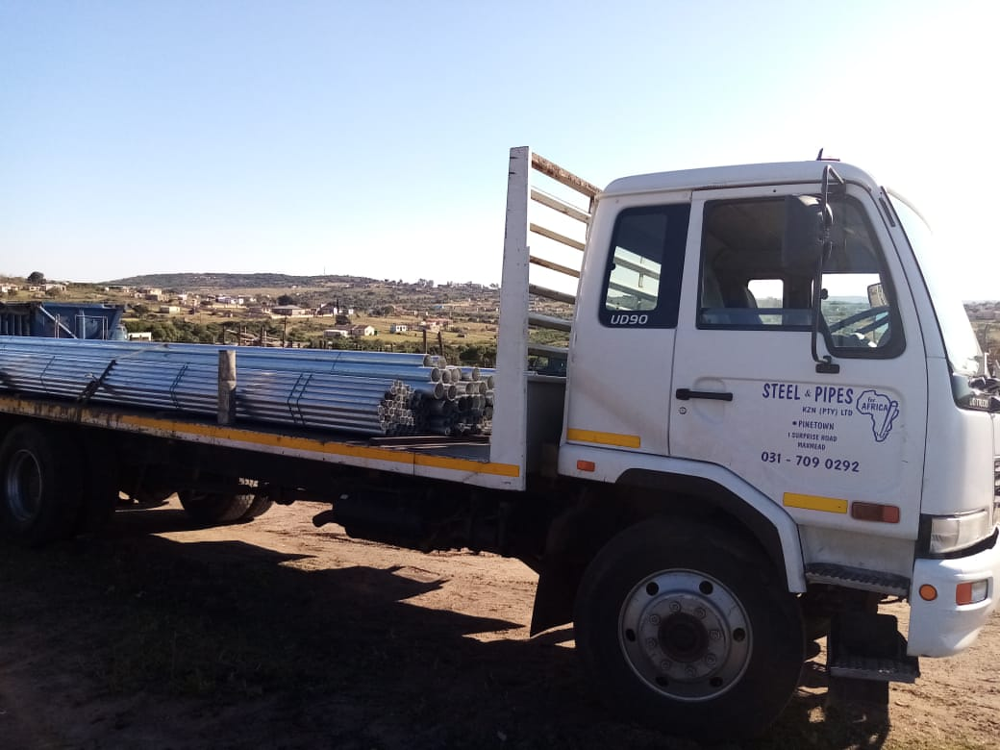 UD90
STEEL & PIPES
for
AFRICA
KZN (PTY) LTD
• PINETOWN
1 SURPRISE ROAD
MAXMEAD
031 - 709 0292